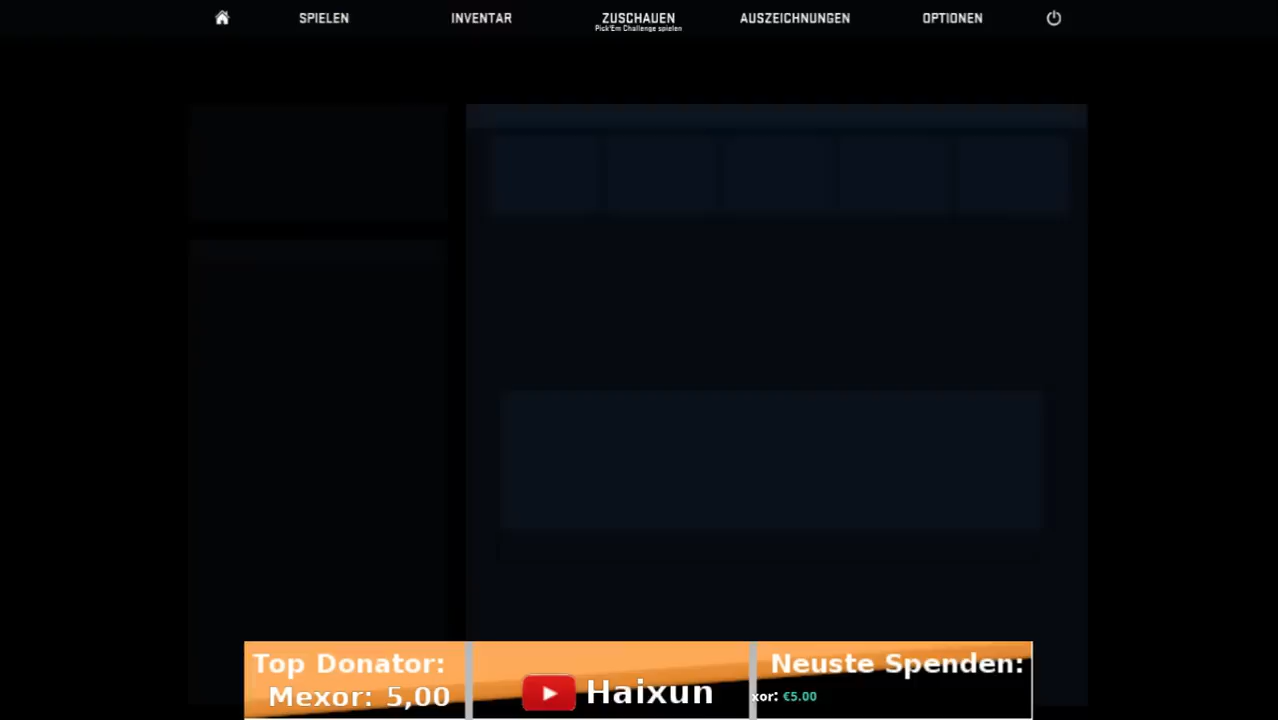 SPIELEN INVENTAR ZUSCHAUEN AUSZEICHNUNGEN OPTIONEN
Pick'Em Challenge spielen
Top Donator:
Mexor: 5,00
Haixun
Neuste Spenden:
xor: €5.00